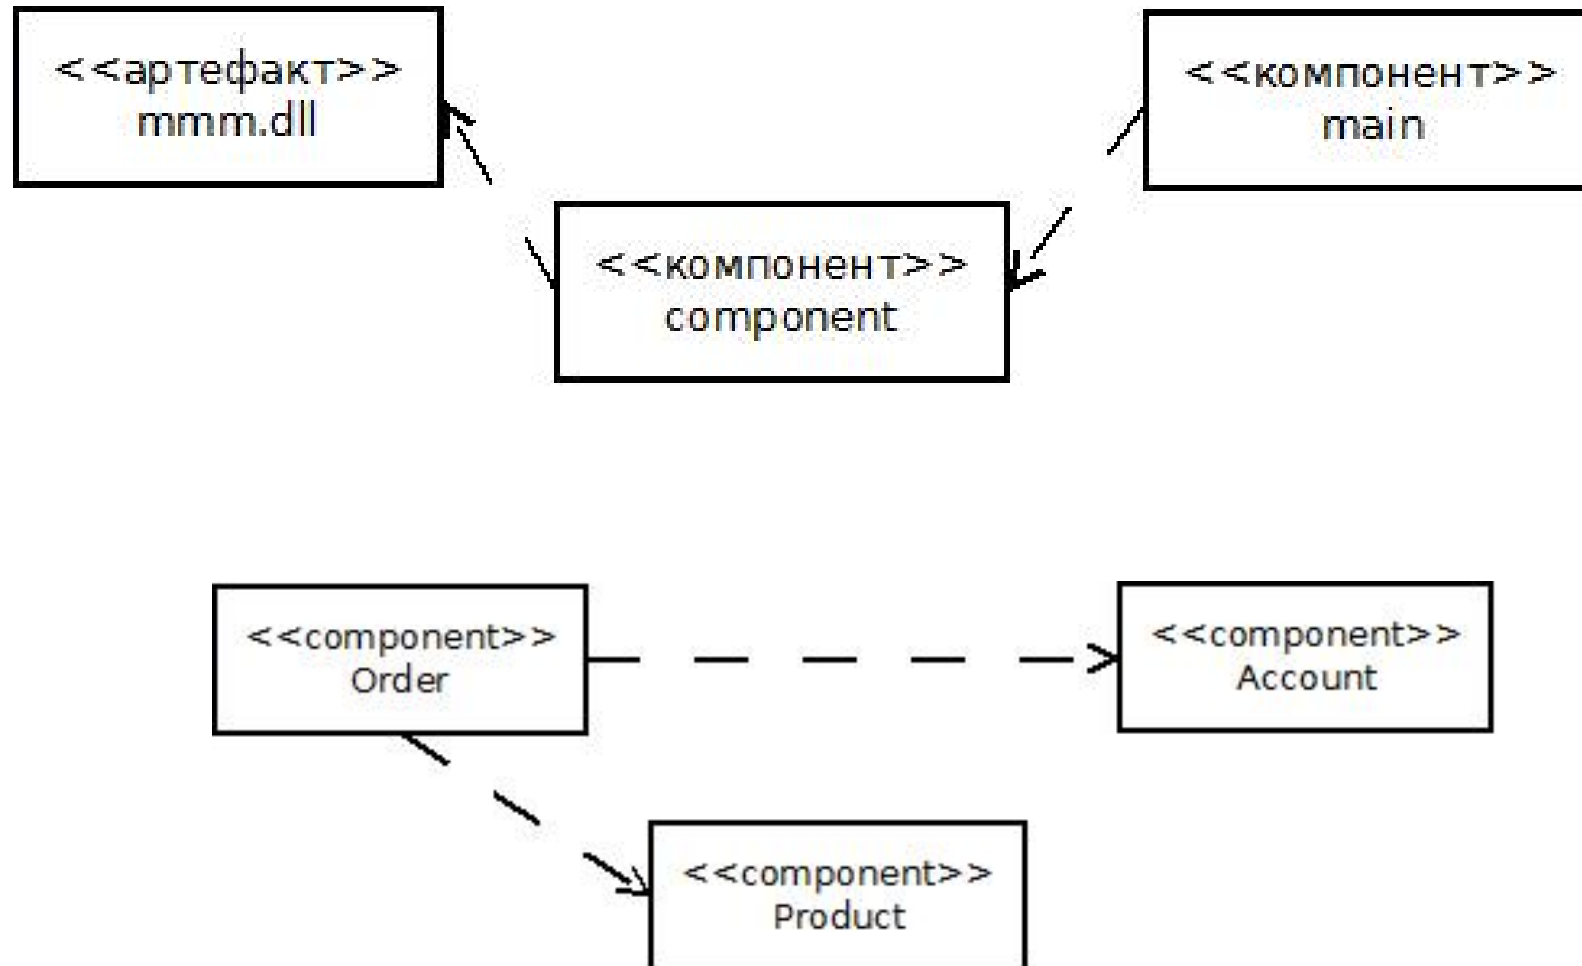 <<артефакт>>
mmm.dll
<<компонент>>
main
<<компонент>>
component
<<component>>
Order
<<component>>
Account
<<component>>
Product